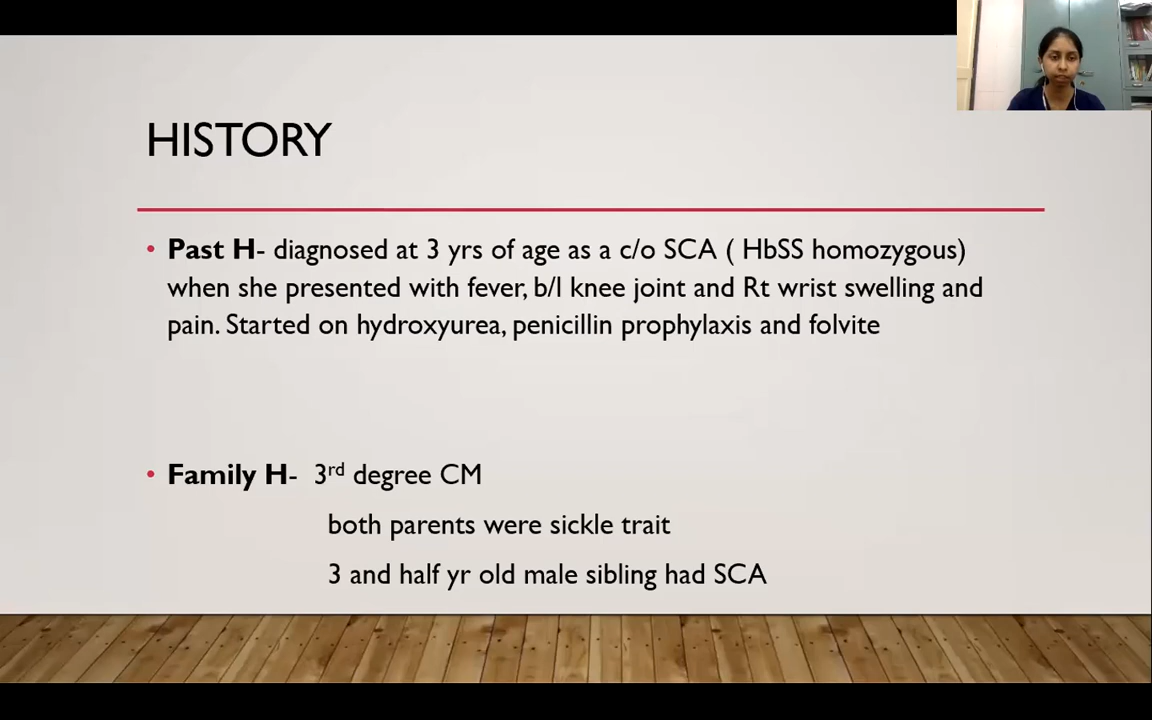 HISTORY
• Past H- diagnosed at 3 yrs of age as a c/o SCA ( HbSS homozygous)
when she presented with fever, b/l knee joint and Rt wrist swelling and
pain. Started on hydroxyurea, penicillin prophylaxis and folvite
• Family H- 3rd degree CM
both parents were sickle trait
3 and half yr old male sibling had SCA